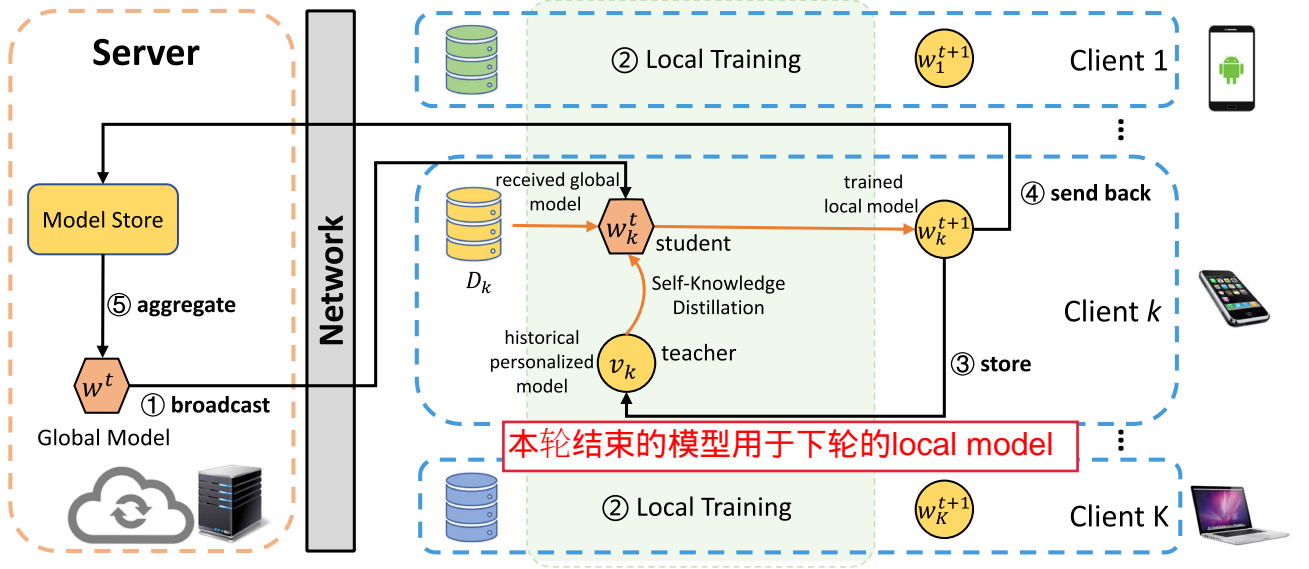 Server
② Local Training
w_1^{t+1}
Client 1
Network
Model Store
⑤ aggregate
w^t
① broadcast
Global Model
received global
model
w_k^t
student
D_k
Self-Knowledge
Distillation
historical
personalized
model
v_k
teacher
trained
local model
w_k^{t+1}
④ send back
③ store
Client k
本轮结束的模型用于下轮的local model
② Local Training
w_K^{t+1}
Client K